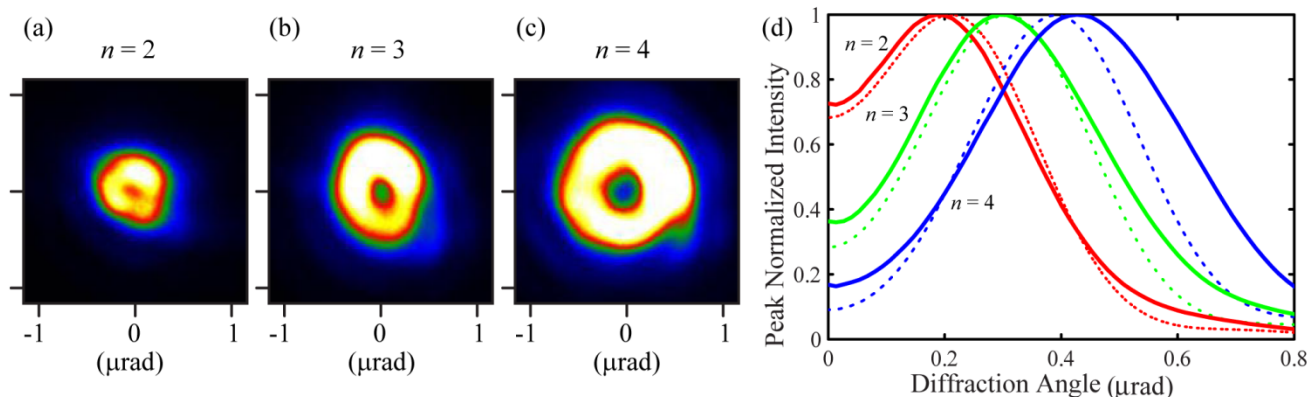 (a)
n = 2
-1 0 1
(μrad)
(b)
n = 3
-1 0 1
(μrad)
(c)
n = 4
-1 0 1
(μrad)
(d)
Peak Normalized Intensity
1
0.8
0.6
0.4
0.2
0
n = 2
n = 3
n = 4
0 0.2 0.4 0.6 0.8
Diffraction Angle (μrad)